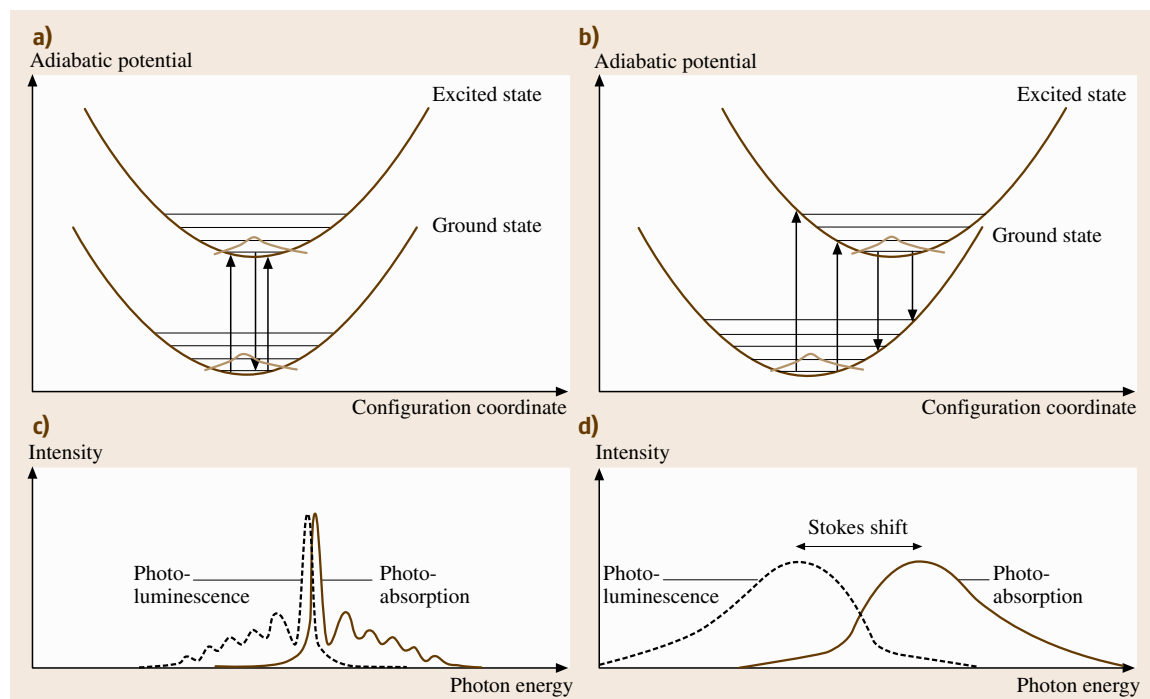 a)
Adiabatic potential
Excited state
Ground state
Configuration coordinate
b)
Adiabatic potential
Excited state
Ground state
Configuration coordinate
c)
Intensity
Photo-
luminescence
Photo-
absorption
Photon energy
d)
Intensity
Stokes shift
Photo-
luminescence
Photo-
absorption
Photon energy